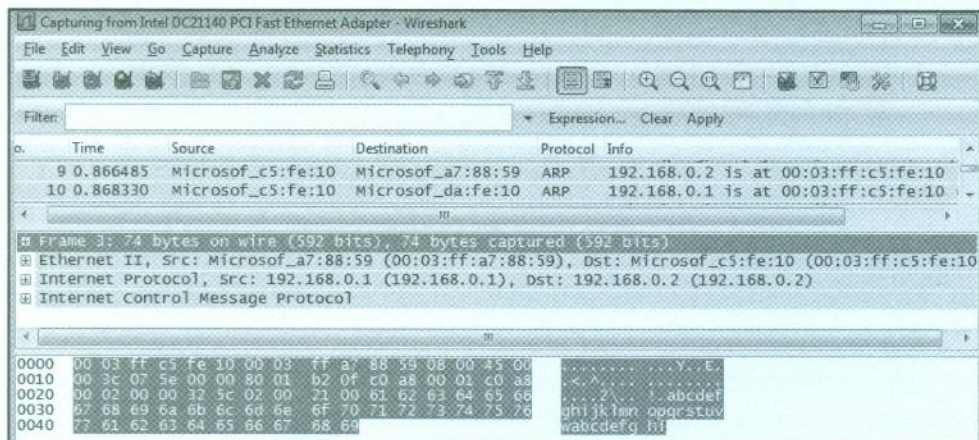 Capturing from Intel DC21140 PCI Fast Ethernet Adapter - Wireshark
File Edit View Go Capture Analyze Statistics Telephony Tools Help
Filter: Expression... Clear Apply
o. Time Source Destination Protocol Info
9 0.866485 Microsof_c5:fe:10 Microsof_a7:88:59 ARP 192.168.0.2 is at 00:03:ff:c5:fe:10
10 0.868330 Microsof_c5:fe:10 Microsof_da:fe:10 ARP 192.168.0.1 is at 00:03:ff:c5:fe:10
Frame 3: 74 bytes on wire (592 bits), 74 bytes captured (592 bits)
Ethernet II, Src: Microsof_a7:88:59 (00:03:ff:a7:88:59), Dst: Microsof_c5:fe:10 (00:03:ff:c5:fe:10
Internet Protocol, Src: 192.168.0.1 (192.168.0.1), Dst: 192.168.0.2 (192.168.0.2)
Internet Control Message Protocol
0000 00 03 ff c5 fe 10 00 03 ff a7 88 59 08 00 45 00 ........ ...Y..E.
0010 00 3c 07 5e 00 00 80 01 b2 0f c0 a8 00 01 c0 a8 .<.^.... ........
0020 00 02 00 00 32 5c 02 00 21 00 61 62 63 64 65 66 ....2\.. !.abcdef
0030 67 68 69 6a 6b 6c 6d 6e 6f 70 71 72 73 74 75 76 ghijklmn opqrstuv
0040 77 61 62 63 64 65 66 67 68 69 wabcdefg hi